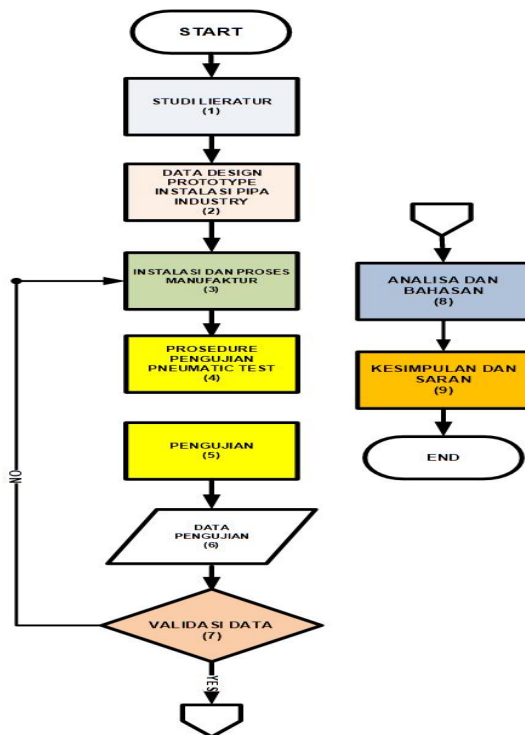 START
STUDI LIERATUR
(1)
DATA DESIGN
PROTOTYPE
INSTALASI PIPA
INDUSTRY
(2)
INSTALASI DAN PROSES
MANUFAKTUR
(3)
PROSEDURE
PENGUJIAN
PNEUMATIC TEST
(4)
PENGUJIAN
(5)
DATA
PENGUJIAN
(6)
VALIDASI DATA
(7)
NO
YES
ANALISA DAN
BAHASAN
(8)
KESIMPULAN DAN
SARAN
(9)
END